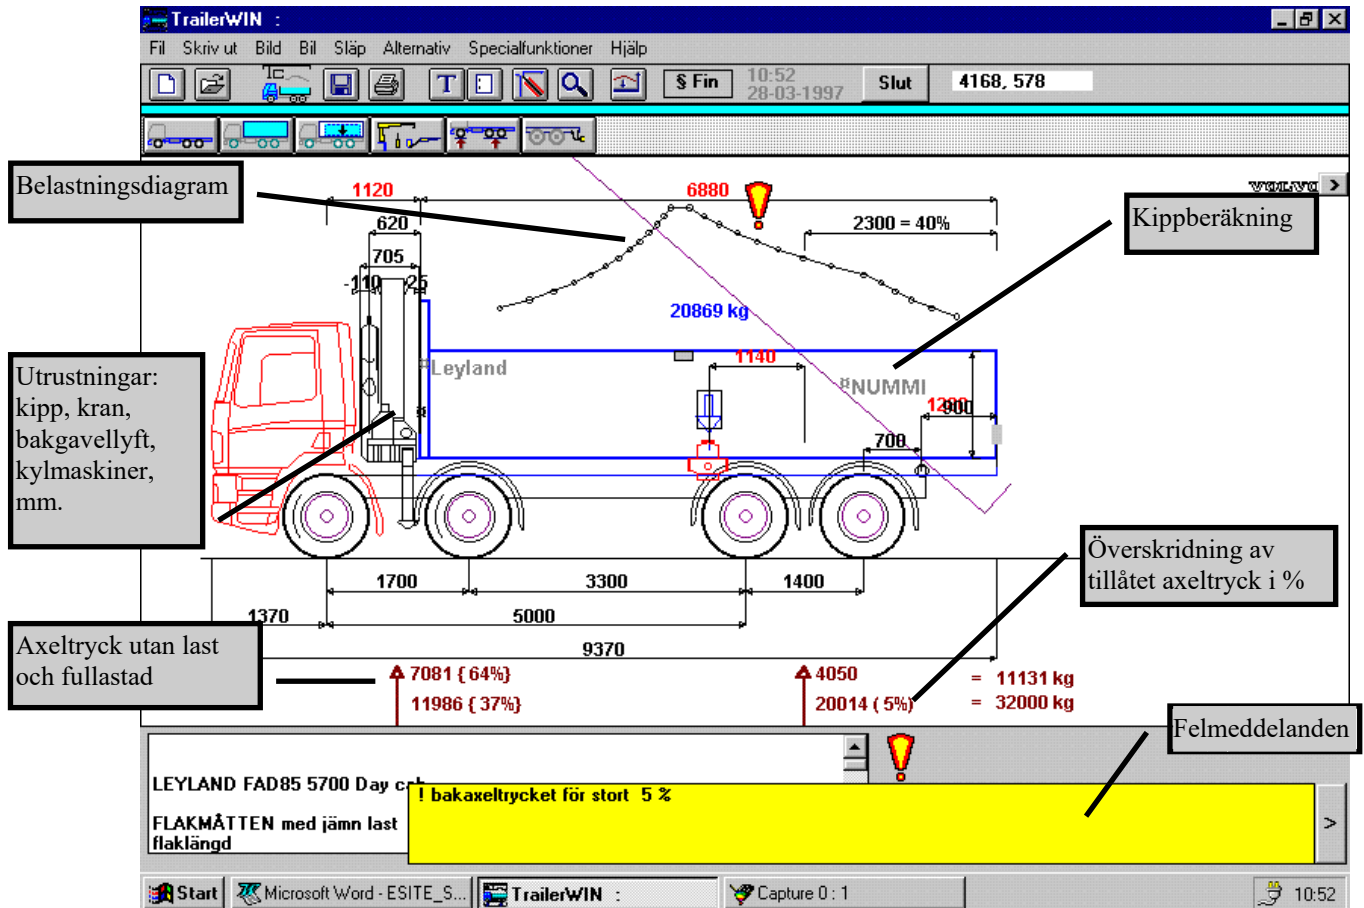 TrailerWIN :
Fil Skriv ut Bild Bil Släp Alternativ Specialfunktioner Hjälp
T § Fin 10:52 Slut 4168, 578
28-03-1997
Belastningsdiagram
1120 6880
VOLVO
620 2300 = 40%
Kippberäkning
705
-110 25
20869 kg
Leyland 1140
NUMMI
1200 900
700
Utrustningar:
kipp, kran,
bakgavellyft,
kylmaskiner,
mm.
Överskridning av
tillåtet axeltryck i %
1700 3300 1400
1370 5000
9370
Axeltryck utan last
och fullastad
7081 { 64%} 4050 = 11131 kg
11986 { 37%} 20014 ( 5%) = 32000 kg
Felmeddelanden
LEYLAND FAD85 5700 Day cab
! bakaxeltrycket för stort 5 %
FLAKMÅTTEN med jämn last
flaklängd
Start Microsoft Word - ESITE_S... TrailerWIN : Capture 0 : 1 10:52